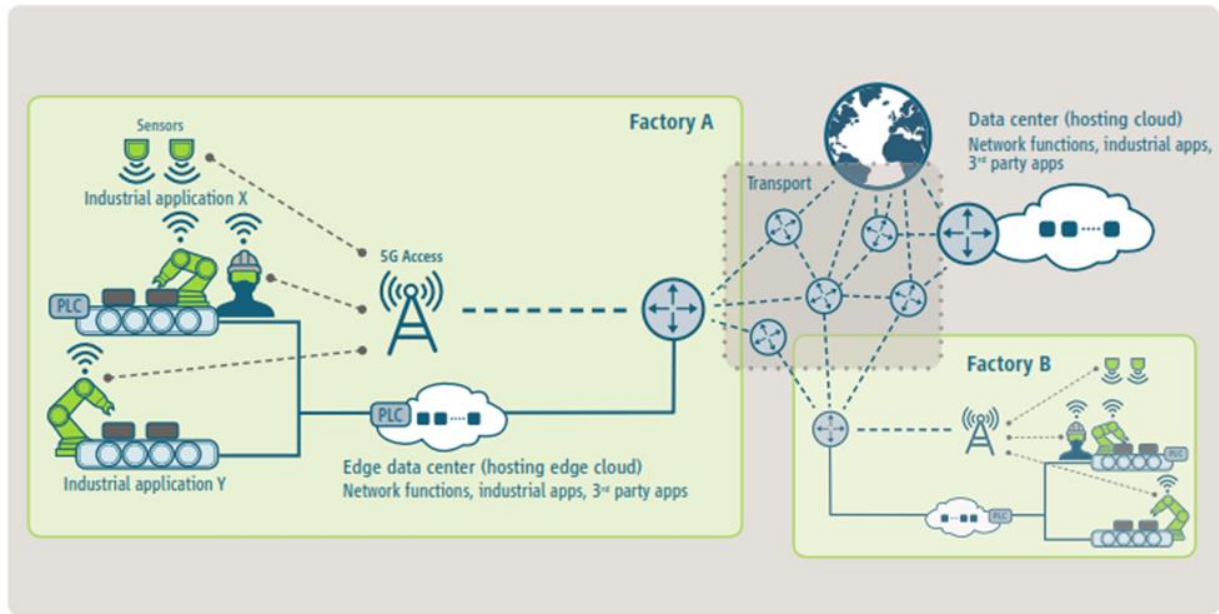 Factory A
Sensors
Industrial application X
5G Access
PLC
PLC
Industrial application Y
Edge data center (hosting edge cloud)
Network functions, industrial apps, 3rd party apps
Transport
Data center (hosting cloud)
Network functions, industrial apps,
3rd party apps
Factory B
PLC
PLC